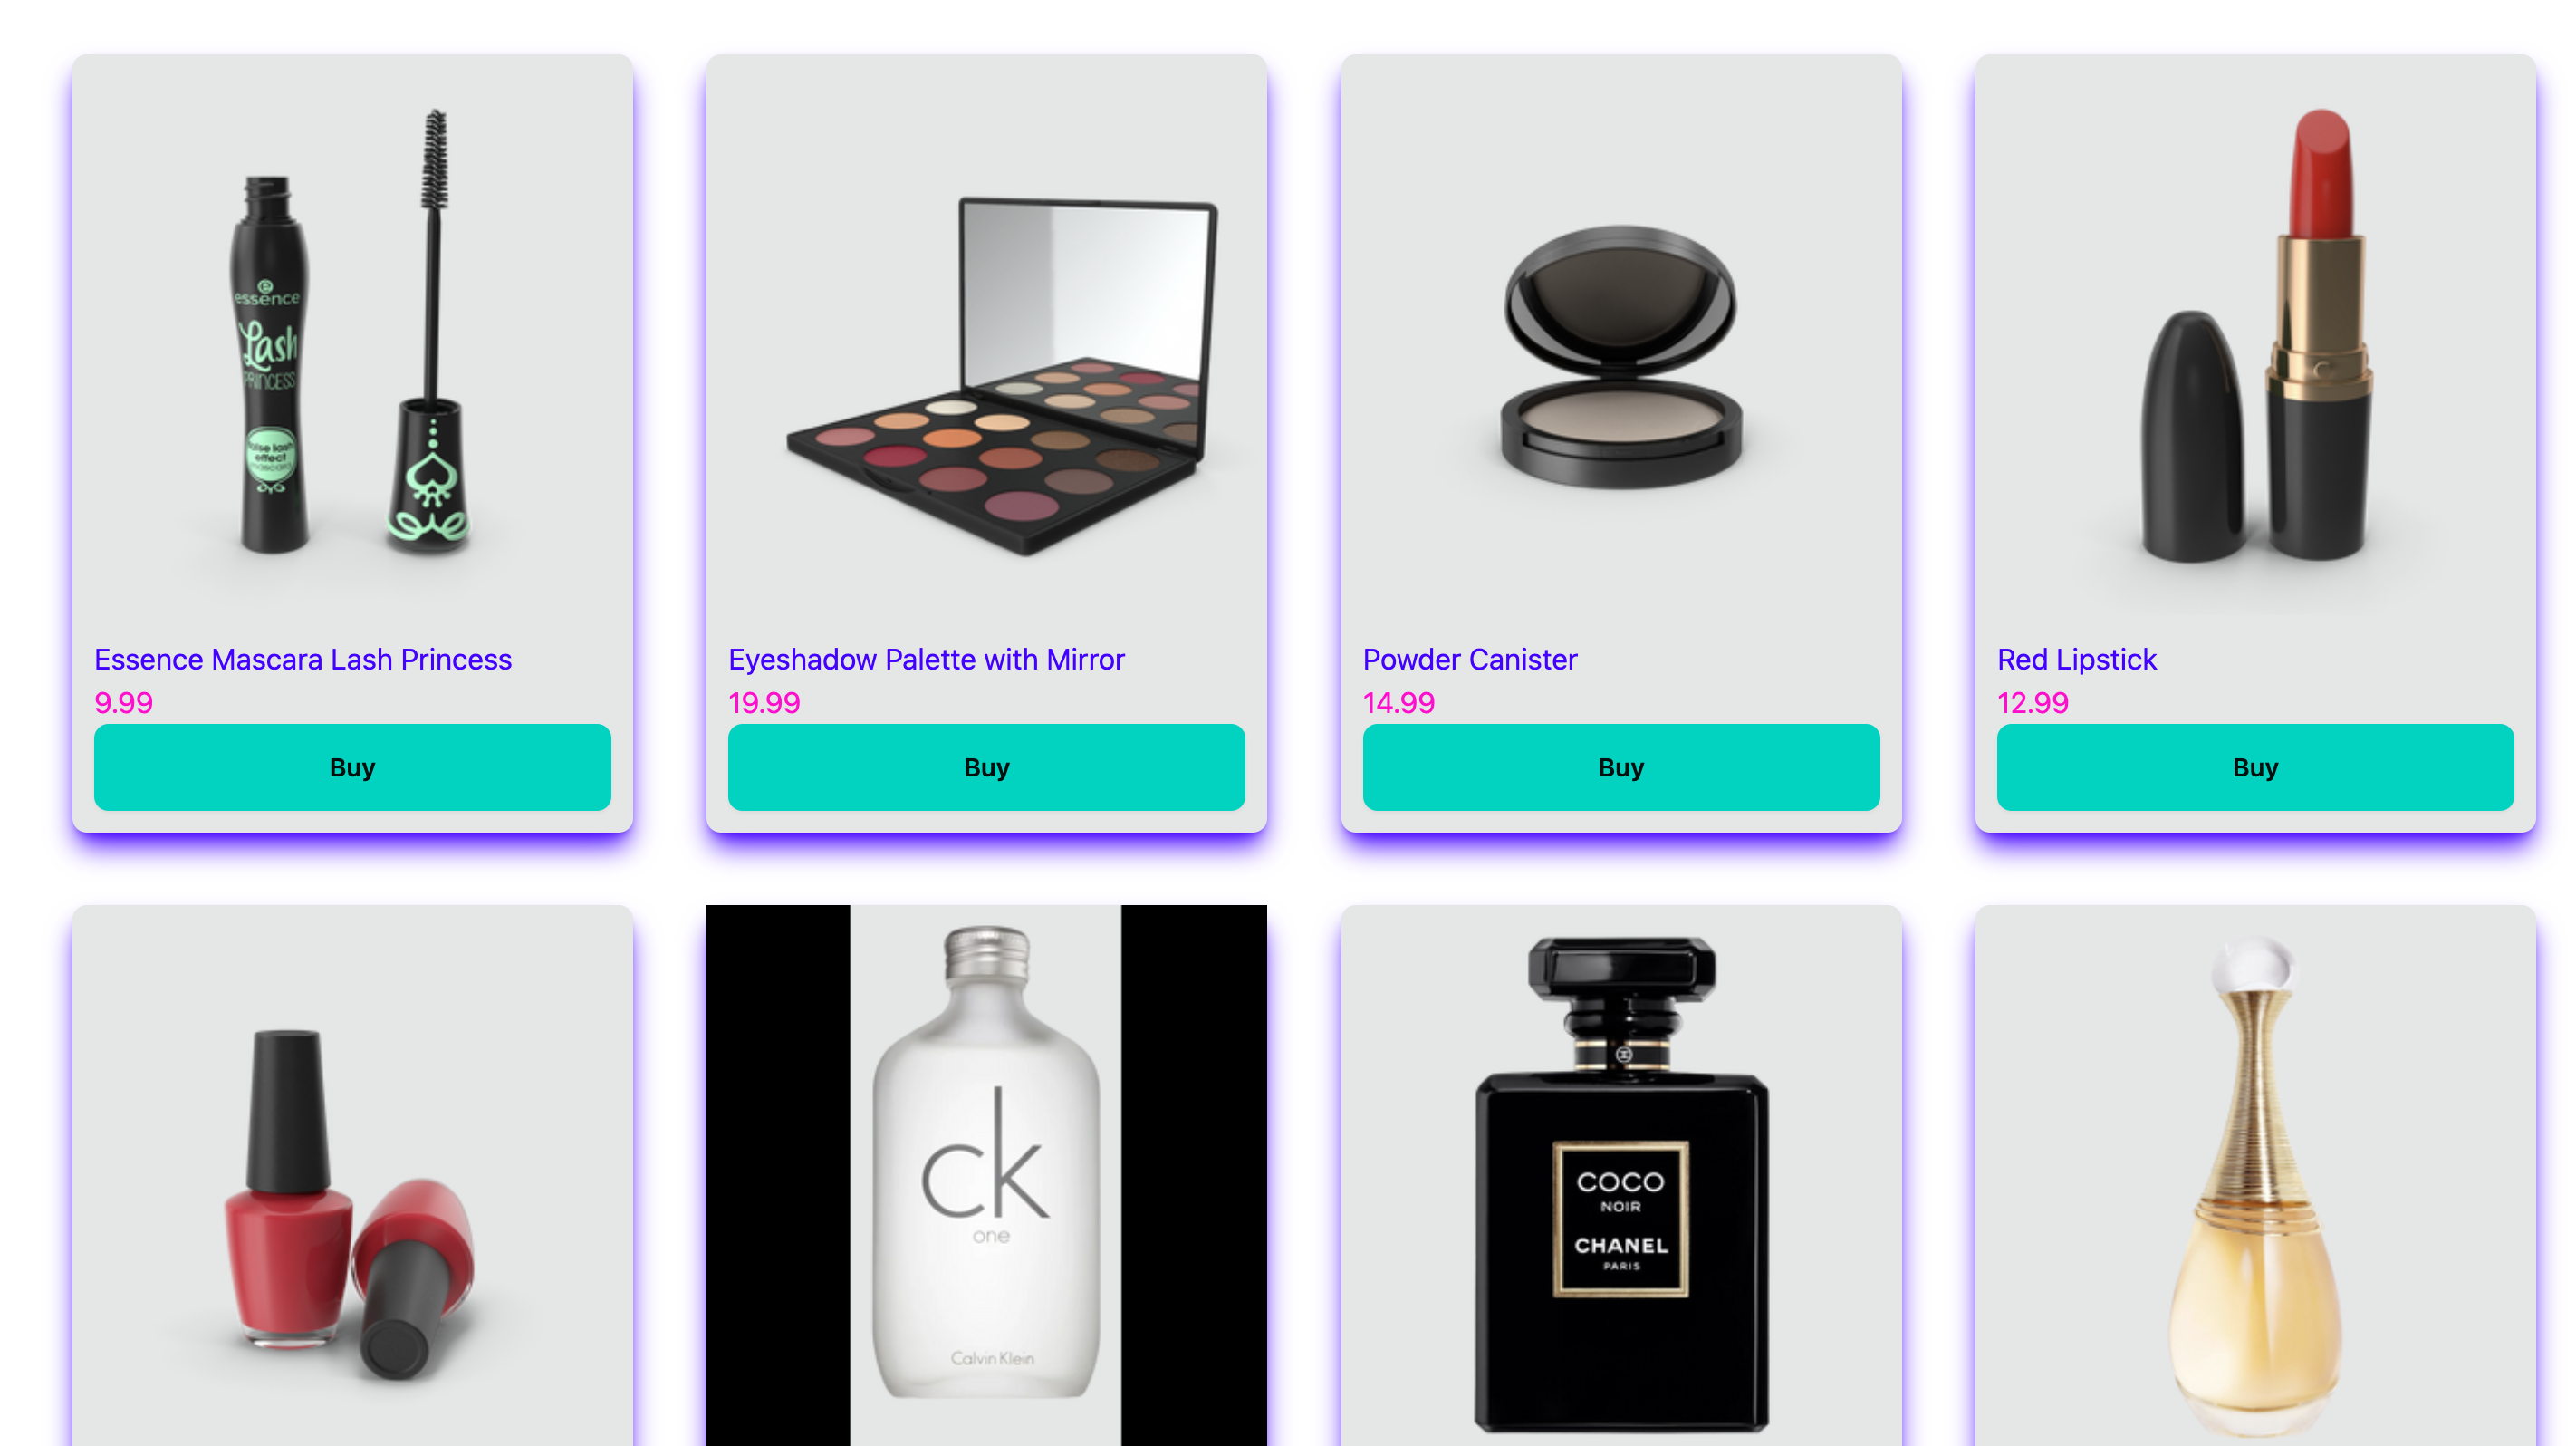 essence
Lash
PRINCESS
false lash
effect
mascara
Essence Mascara Lash Princess
9.99
Buy
Eyeshadow Palette with Mirror
19.99
Buy
Powder Canister
14.99
Buy
Red Lipstick
12.99
Buy
ck
one
Calvin Klein
COCO
NOIR
CHANEL
PARIS